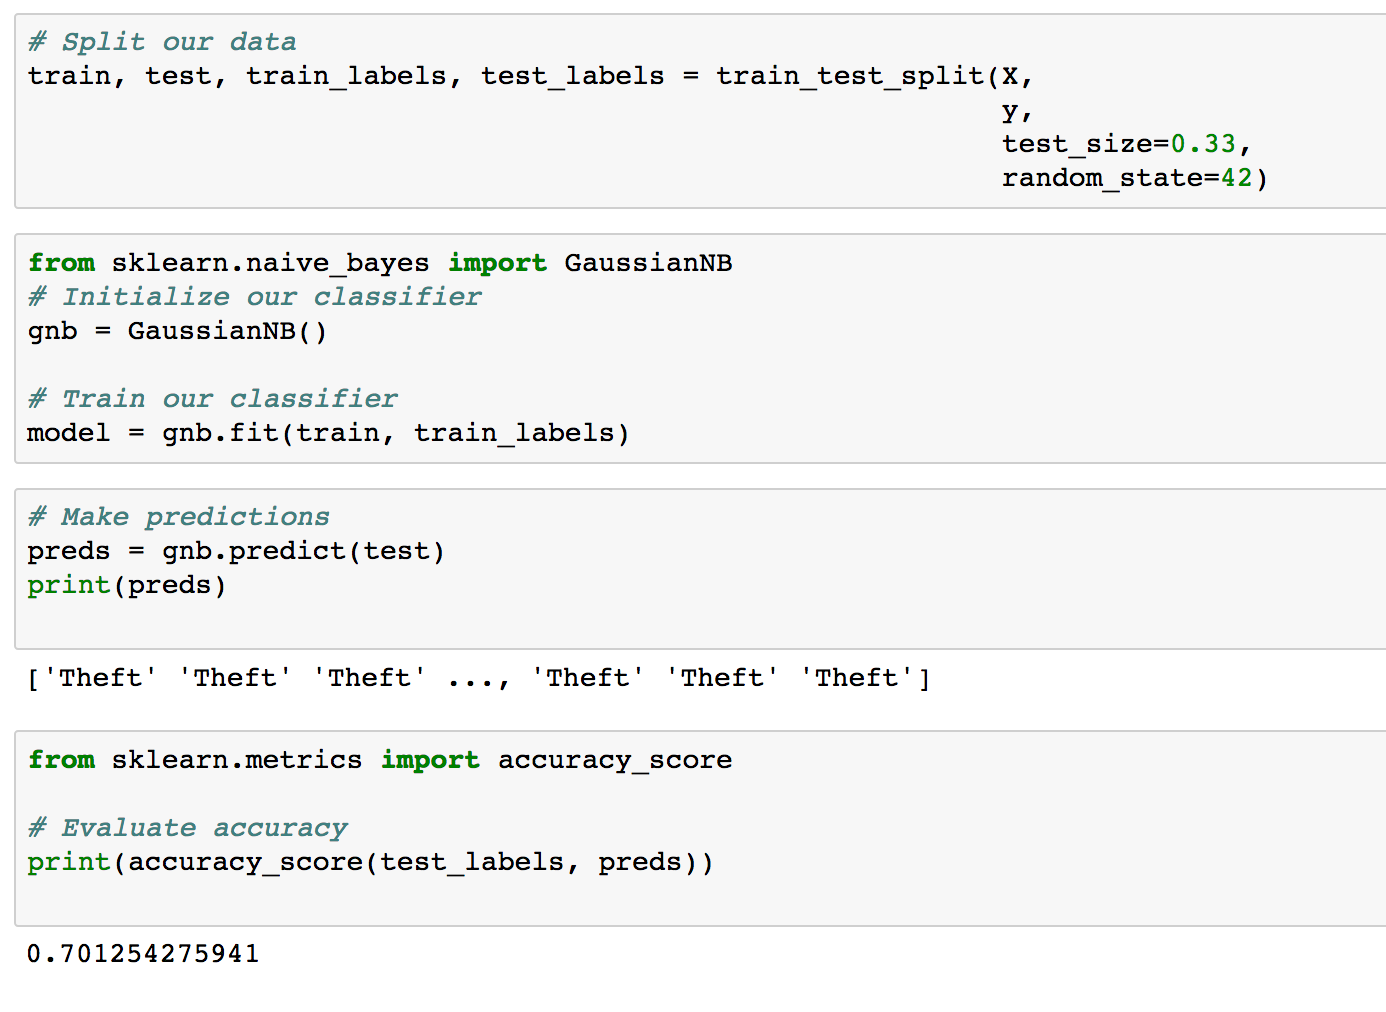 # Split our data
train, test, train_labels, test_labels = train_test_split(X,
                                                          y,
                                                          test_size=0.33,
                                                          random_state=42)
from sklearn.naive_bayes import GaussianNB
# Initialize our classifier
gnb = GaussianNB()
# Train our classifier
model = gnb.fit(train, train_labels)
# Make predictions
preds = gnb.predict(test)
print(preds)
['Theft' 'Theft' 'Theft' ..., 'Theft' 'Theft' 'Theft']
from sklearn.metrics import accuracy_score
# Evaluate accuracy
print(accuracy_score(test_labels, preds))
0.701254275941